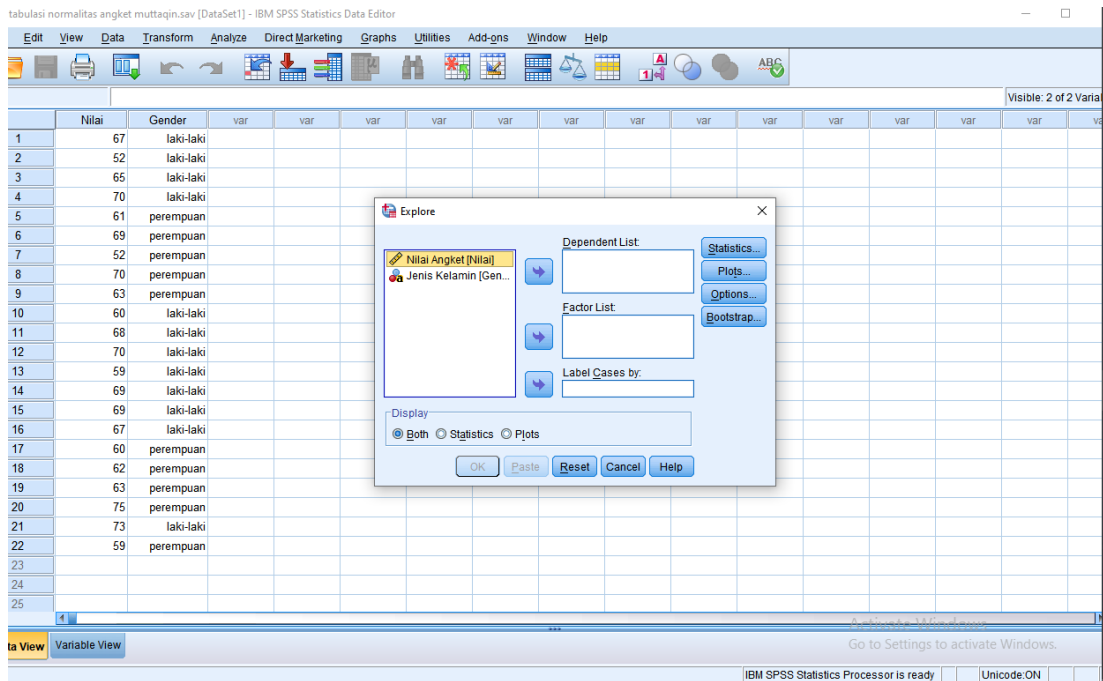 tabulasi normalitas angket muttaqin.sav [DataSet1] - IBM SPSS Statistics Data Editor
Edit View Data Transform Analyze Direct Marketing Graphs Utilities Add-ons Window Help
Visible: 2 of 2 Varial
Nilai Gender var var var var var var var var var var var var var va
1 67 laki-laki
2 52 laki-laki
3 65 laki-laki
4 70 laki-laki
5 61 perempuan
6 69 perempuan
7 52 perempuan
8 70 perempuan
9 63 perempuan
10 60 laki-laki
11 68 laki-laki
12 70 laki-laki
13 59 laki-laki
14 69 laki-laki
15 69 laki-laki
16 67 laki-laki
17 60 perempuan
18 62 perempuan
19 63 perempuan
20 75 perempuan
21 73 laki-laki
22 59 perempuan
23
24
25
Explore
Nilai Angket [Nilai]
Jenis Kelamin [Gen...
Dependent List:
Factor List:
Label Cases by:
Statistics...
Plots...
Options...
Bootstrap...
Display
Both Statistics Plots
OK Paste Reset Cancel Help
ta View Variable View
Activate Windows
Go to Settings to activate Windows.
IBM SPSS Statistics Processor is ready Unicode:ON